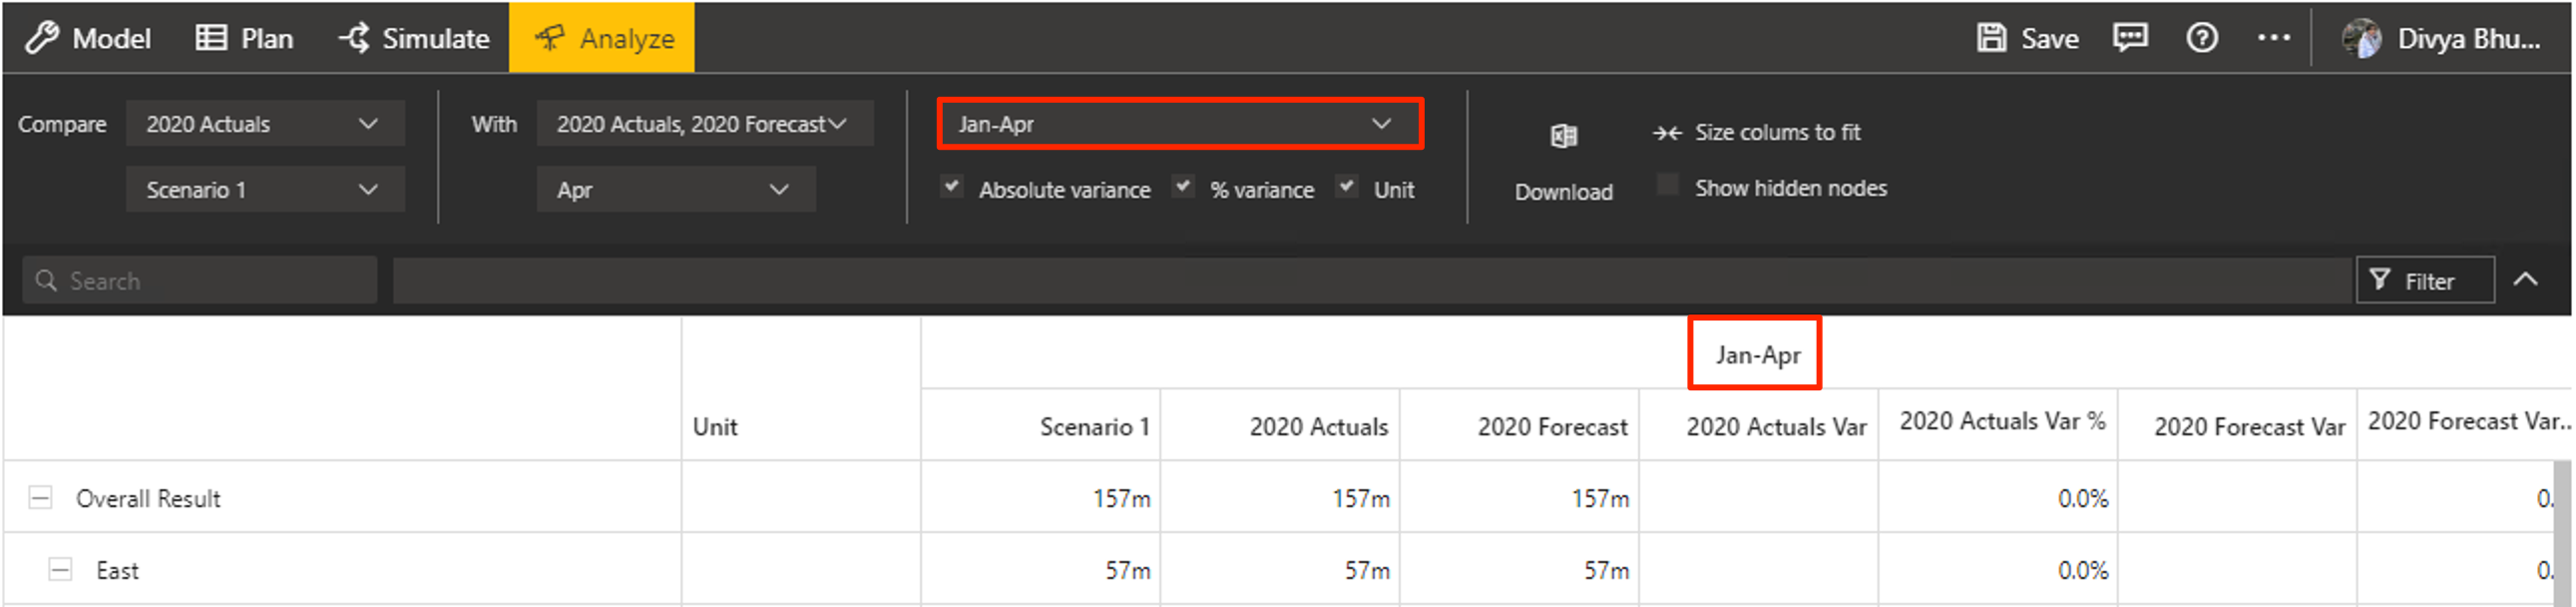 Model Plan Simulate Analyze Save Divya Bhu...
Compare 2020 Actuals With 2020 Actuals, 2020 Forecast Jan-Apr
Size colums to fit
Scenario 1 Apr Absolute variance % variance Unit Download Show hidden nodes
Search Filter
Jan-Apr
Unit Scenario 1 2020 Actuals 2020 Forecast 2020 Actuals Var 2020 Actuals Var % 2020 Forecast Var 2020 Forecast Var...
Overall Result 157m 157m 157m 0.0% 0.
East 57m 57m 57m 0.0% 0.